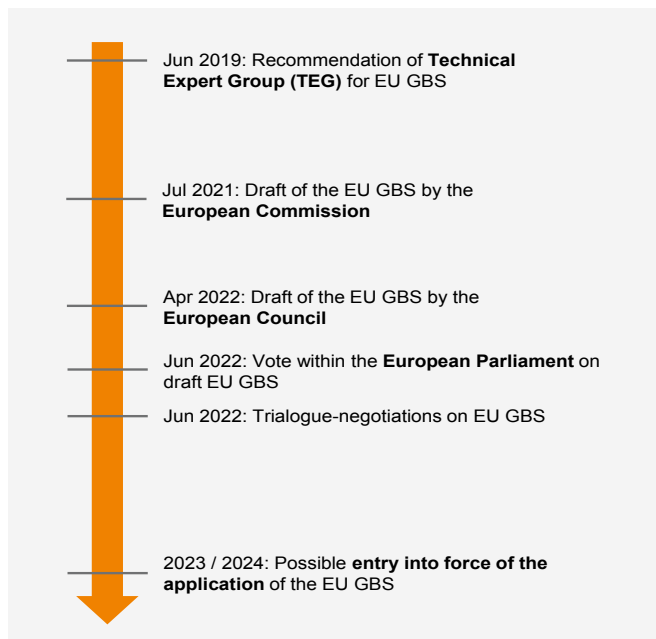 Jun 2019: Recommendation of Technical
Expert Group (TEG) for EU GBS
Jul 2021: Draft of the EU GBS by the
European Commission
Apr 2022: Draft of the EU GBS by the
European Council
Jun 2022: Vote within the European Parliament on
draft EU GBS
Jun 2022: Trialogue-negotiations on EU GBS
2023 / 2024: Possible entry into force of the
application of the EU GBS